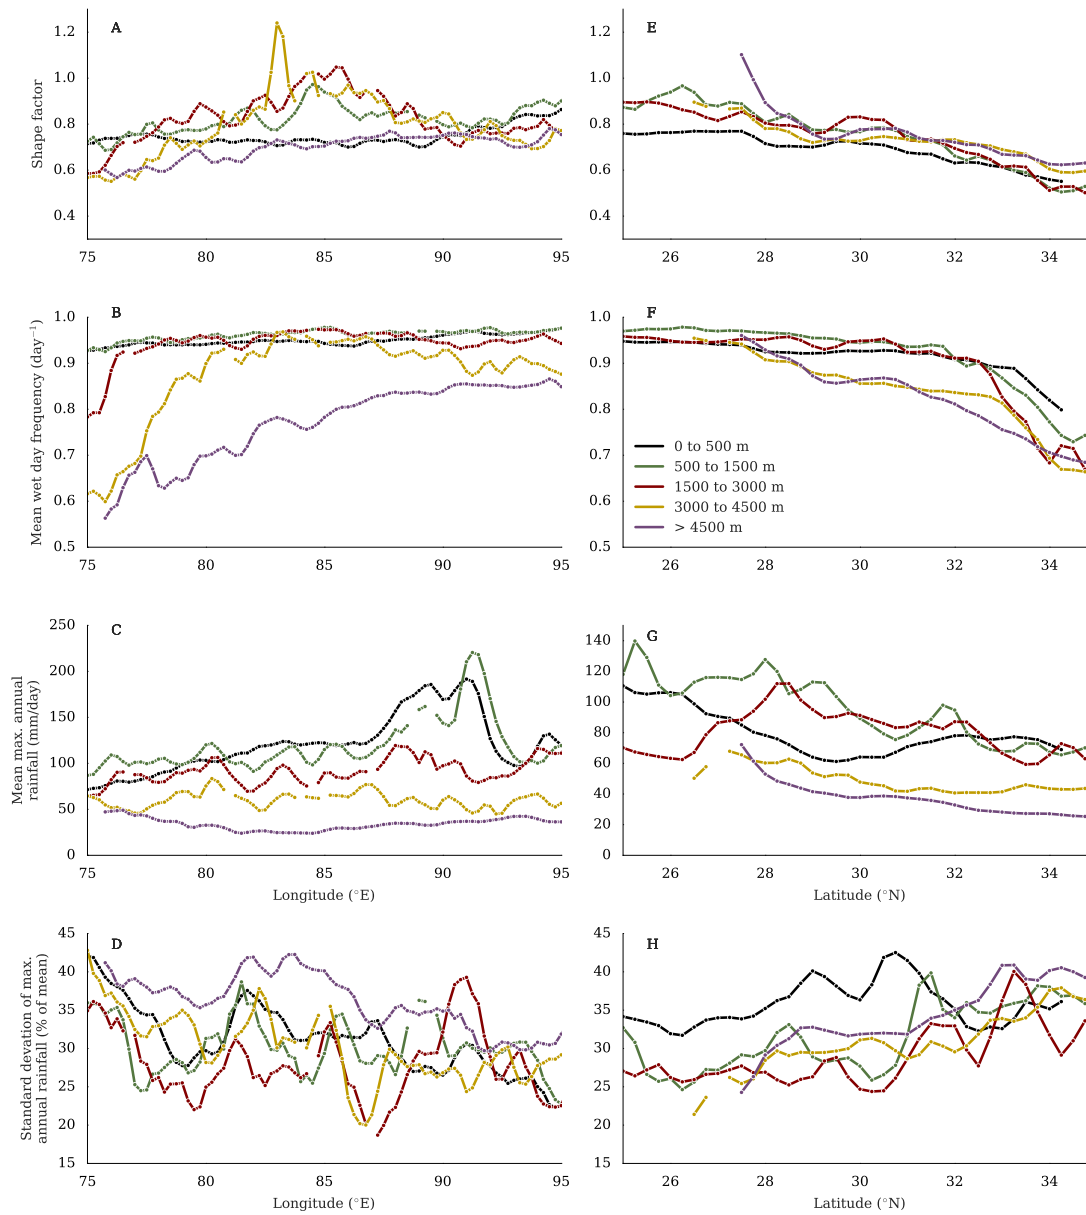 A
Shape factor
1.2
1.0
0.8
0.6
0.4
75 80 85 90 95
E
1.2
1.0
0.8
0.6
0.4
26 28 30 32 34
B
Mean wet day frequency (day⁻¹)
1.0
0.9
0.8
0.7
0.6
0.5
75 80 85 90 95
F
1.0
0.9
0.8
0.7
0.6
0.5
0 to 500 m
500 to 1500 m
1500 to 3000 m
3000 to 4500 m
> 4500 m
26 28 30 32 34
C
Mean max. annual
rainfall (mm/day)
250
200
150
100
50
0
75 80 85 90 95
Longitude (°E)
G
140
120
100
80
60
40
20
0
26 28 30 32 34
Latitude (°N)
D
Standard devation of max.
annual rainfall (% of mean)
45
40
35
30
25
20
15
75 80 85 90 95
Longitude (°E)
H
45
40
35
30
25
20
15
26 28 30 32 34
Latitude (°N)